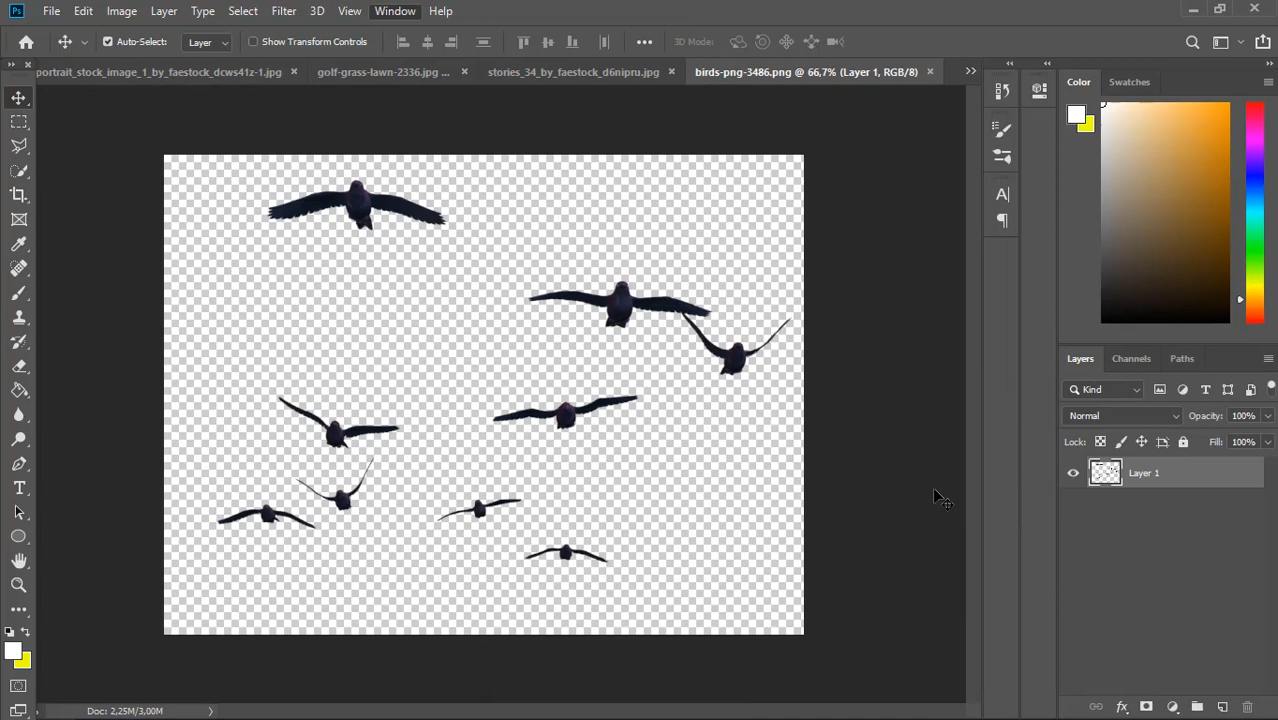 Ps File Edit Image Layer Type Select Filter 3D View Window Help
Auto-Select: Layer Show Transform Controls 3D Mode:
portrait_stock_image_1_by_faestock_dcws41z-1.jpg golf-grass-lawn-2336.jpg ... stories_34_by_faestock_d6nipru.jpg birds-png-3486.png @ 66,7% (Layer 1, RGB/8)
Color Swatches
Layers Channels Paths
Kind
Normal Opacity: 100%
Lock: Fill: 100%
Layer 1
Doc: 2,25M/3,00M